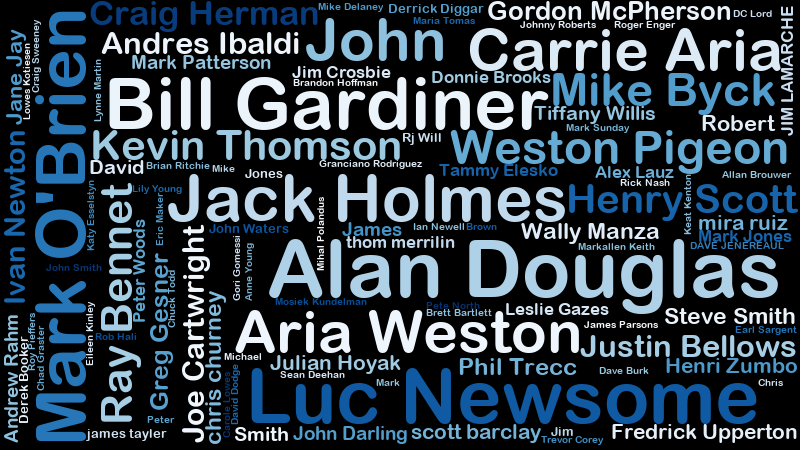 Craig Herman
Mike Delaney
Derrick Diggar
Gordon McPherson
DC Lord
Maria Tomas
Johnny Roberts
Roger Enger
JIM LAMARCHE
Jane Jay
Lowes Kotiesen
Craig Sweeney
Mark O'Brien
Andres Ibaldi
John
Carrie Aria
Mark Patterson
Jim Crosbie
Donnie Brooks
Brandon Hoffman
Lynne Martin
Bill Gardiner
Mike Byck
Tiffany Willis
Robert
Mark Sunday
Kevin Thomson
Rj Will
Weston Pigeon
David
Brian Ritchie
Mike
Jones
Granciano Rodriguez
Tammy Elesko
Alex Lauz
Allan Brouwer
Rick Nash
Ivan Newton
Katy Esselstyn
Ray Bennet
Lily Young
Eric Maker
Jack Holmes
Henry Scott
Keat Kenton
mira ruiz
Peter Woods
John Waters
Mihai Polandus
James
Ian Newell
Brown
Wally Manza
Mark Jones
thom merrilin
Markallen Keith
DAVE JENEREAUL
Joe Cartwright
Gori Gomessi
Anne Young
John Smith
Greg Gesner
Chuck Todd
Alan Douglas
Mosiek Kundelman
Pete North
Brett Bartlett
Leslie Gazes
Steve Smith
Andrew Rahm
Derek Booker
Roy Pfeffers
Chad Graster
Eileen Kinley
Rob Hali
chris churney
Aria Weston
James Parsons
Earl Sargent
Justin Bellows
Michael
Julian Hoyak
Phil Trecc
Henri Zumbo
Sean Deehan
Dave Burk
Mark
Chris
Carole Lowes
David Dodge
Luc Newsome
Peter
james tayler
Smith
John Darling
scott barclay
Jim
Trevor Corey
Fredrick Upperton